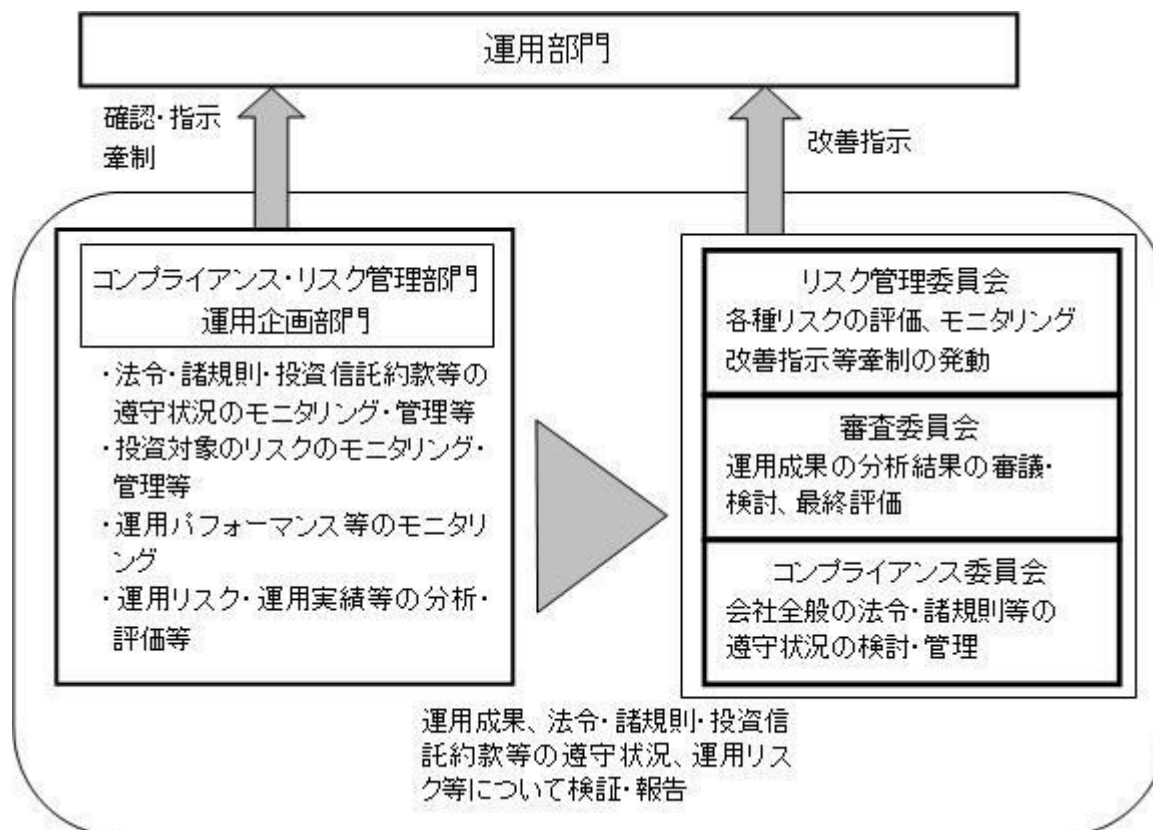 運用部門
確認・指示
牽制
改善指示
コンプライアンス・リスク管理部門
運用企画部門
・法令・諸規則・投資信託約款等の
遵守状況のモニタリング・管理等
・投資対象のリスクのモニタリング・
管理等
・運用パフォーマンス等のモニタリ
ング
・運用リスク・運用実績等の分析・
評価等
リスク管理委員会
各種リスクの評価、モニタリング
改善指示等牽制の発動
審査委員会
運用成果の分析結果の審議・
検討、最終評価
コンプライアンス委員会
会社全般の法令・諸規則等の
遵守状況の検討・管理
運用成果、法令・諸規則・投資信
託約款等の遵守状況、運用リス
ク等について検証・報告